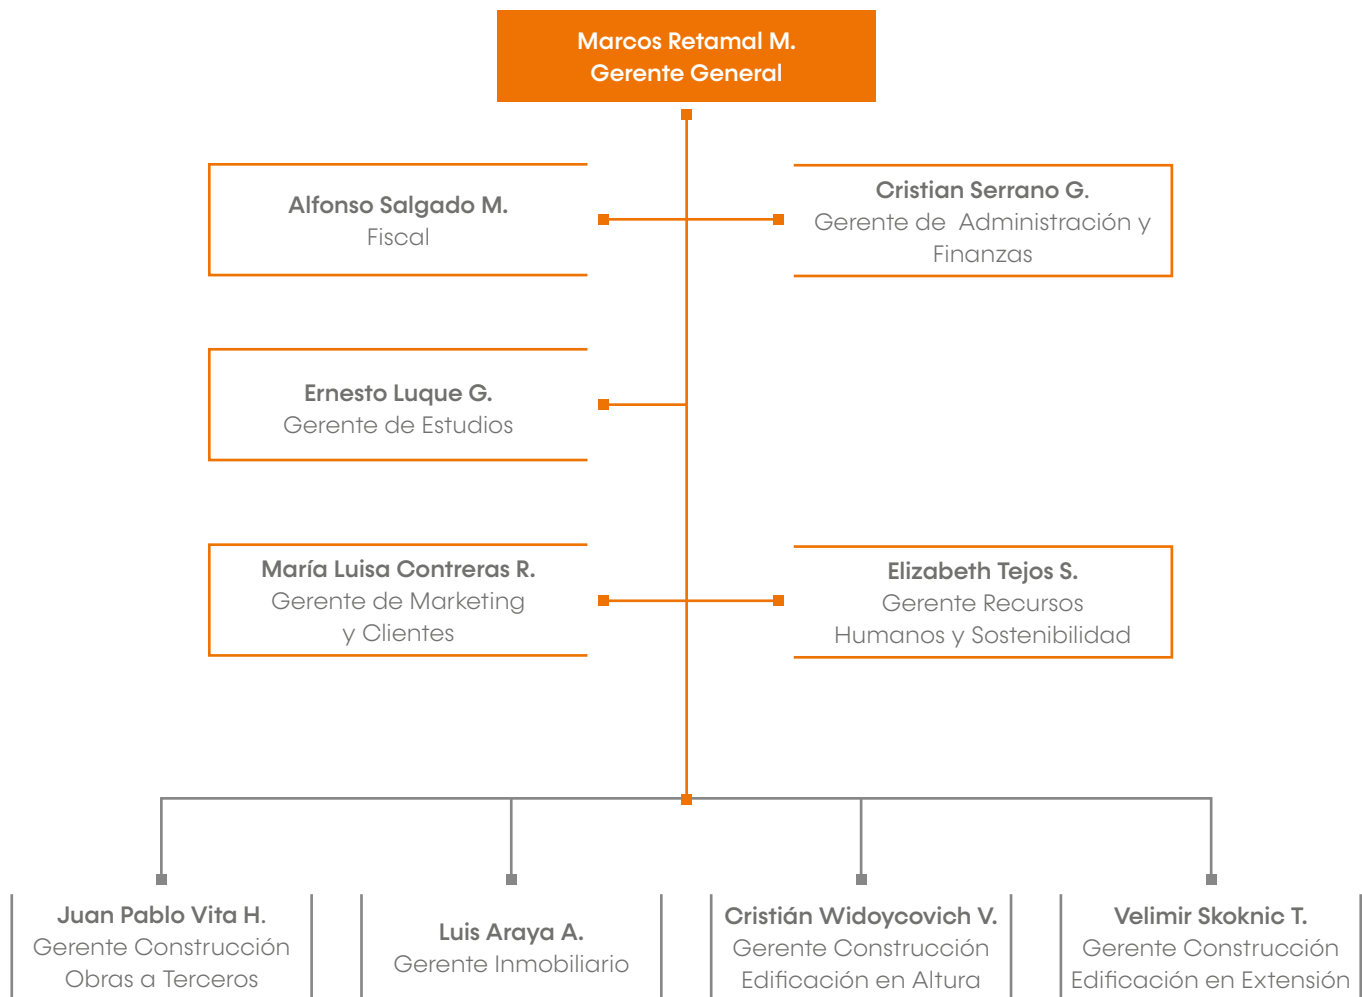 Marcos Retamal M.
Gerente General
Alfonso Salgado M.
Fiscal
Cristian Serrano G.
Gerente de Administración y
Finanzas
Ernesto Luque G.
Gerente de Estudios
María Luisa Contreras R.
Gerente de Marketing
y Clientes
Elizabeth Tejos S.
Gerente Recursos
Humanos y Sostenibilidad
Juan Pablo Vita H.
Gerente Construcción
Obras a Terceros
Luis Araya A.
Gerente Inmobiliario
Cristián Widoycovich V.
Gerente Construcción
Edificación en Altura
Velimir Skoknic T.
Gerente Construcción
Edificación en Extensión